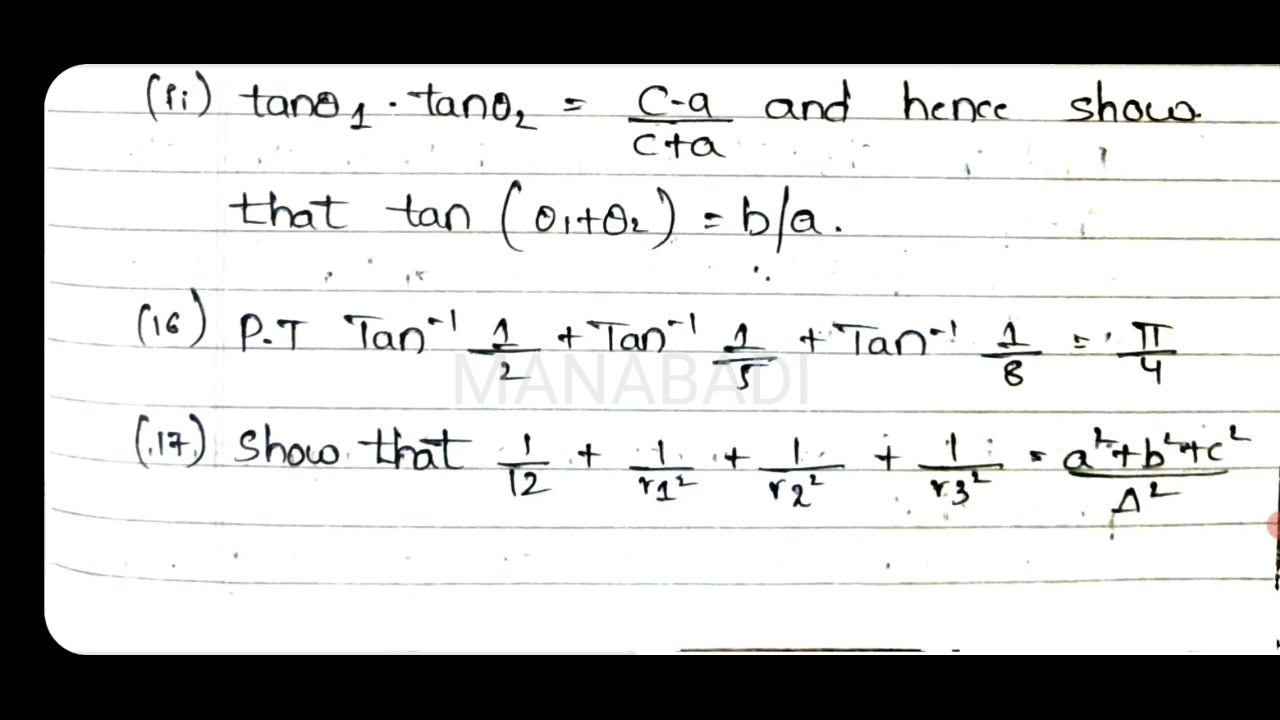 (ii) tanθ1 . tanθ2 = c-a/c+a and hence show
that tan (θ1+θ2) = b/a.
(16) P.T Tan⁻¹ 1/2 + Tan⁻¹ 1/5 + Tan⁻¹ 1/8 = π/4
MANABADI
(17) Show that 1/12 + 1/r1² + 1/r2² + 1/r3² = a²+b²+c²/Δ²